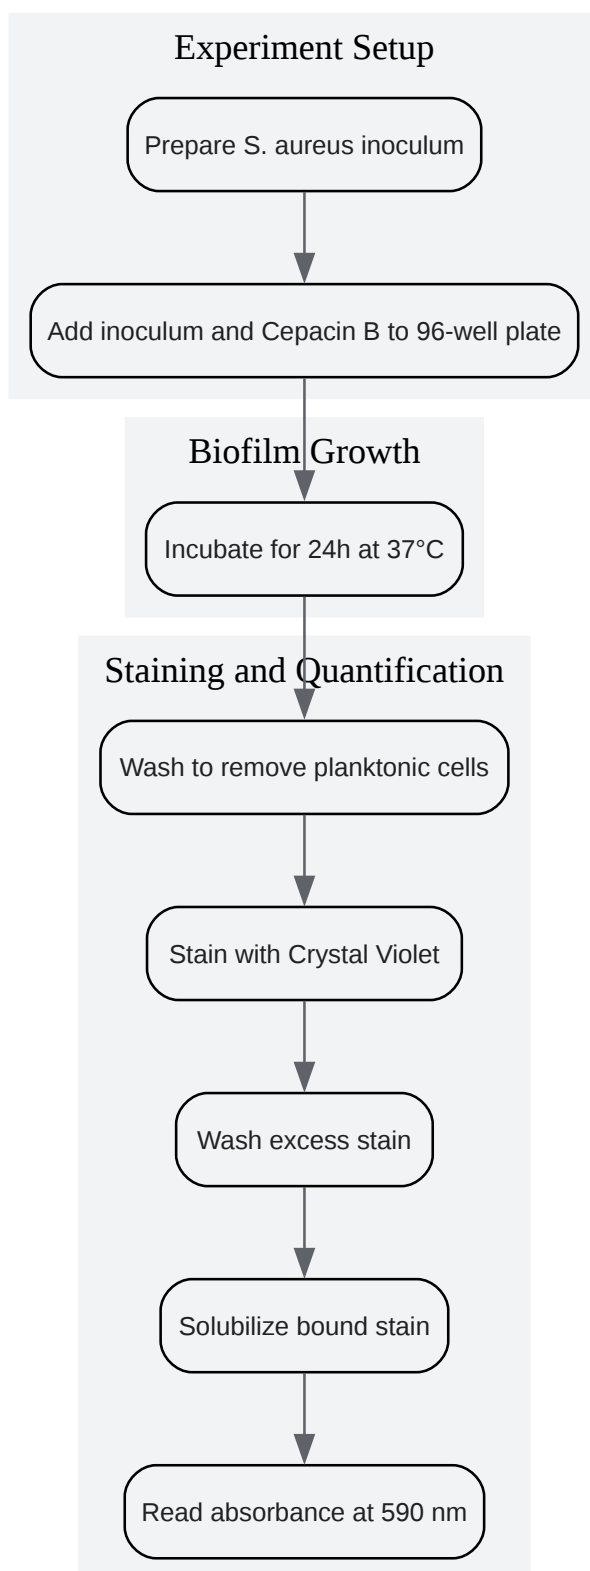 Experiment Setup
Prepare S. aureus inoculum
Add inoculum and Cepacin B to 96-well plate
Biofilm Growth
Incubate for 24h at 37°C
Staining and Quantification
Wash to remove planktonic cells
Stain with Crystal Violet
Wash excess stain
Solubilize bound stain
Read absorbance at 590 nm